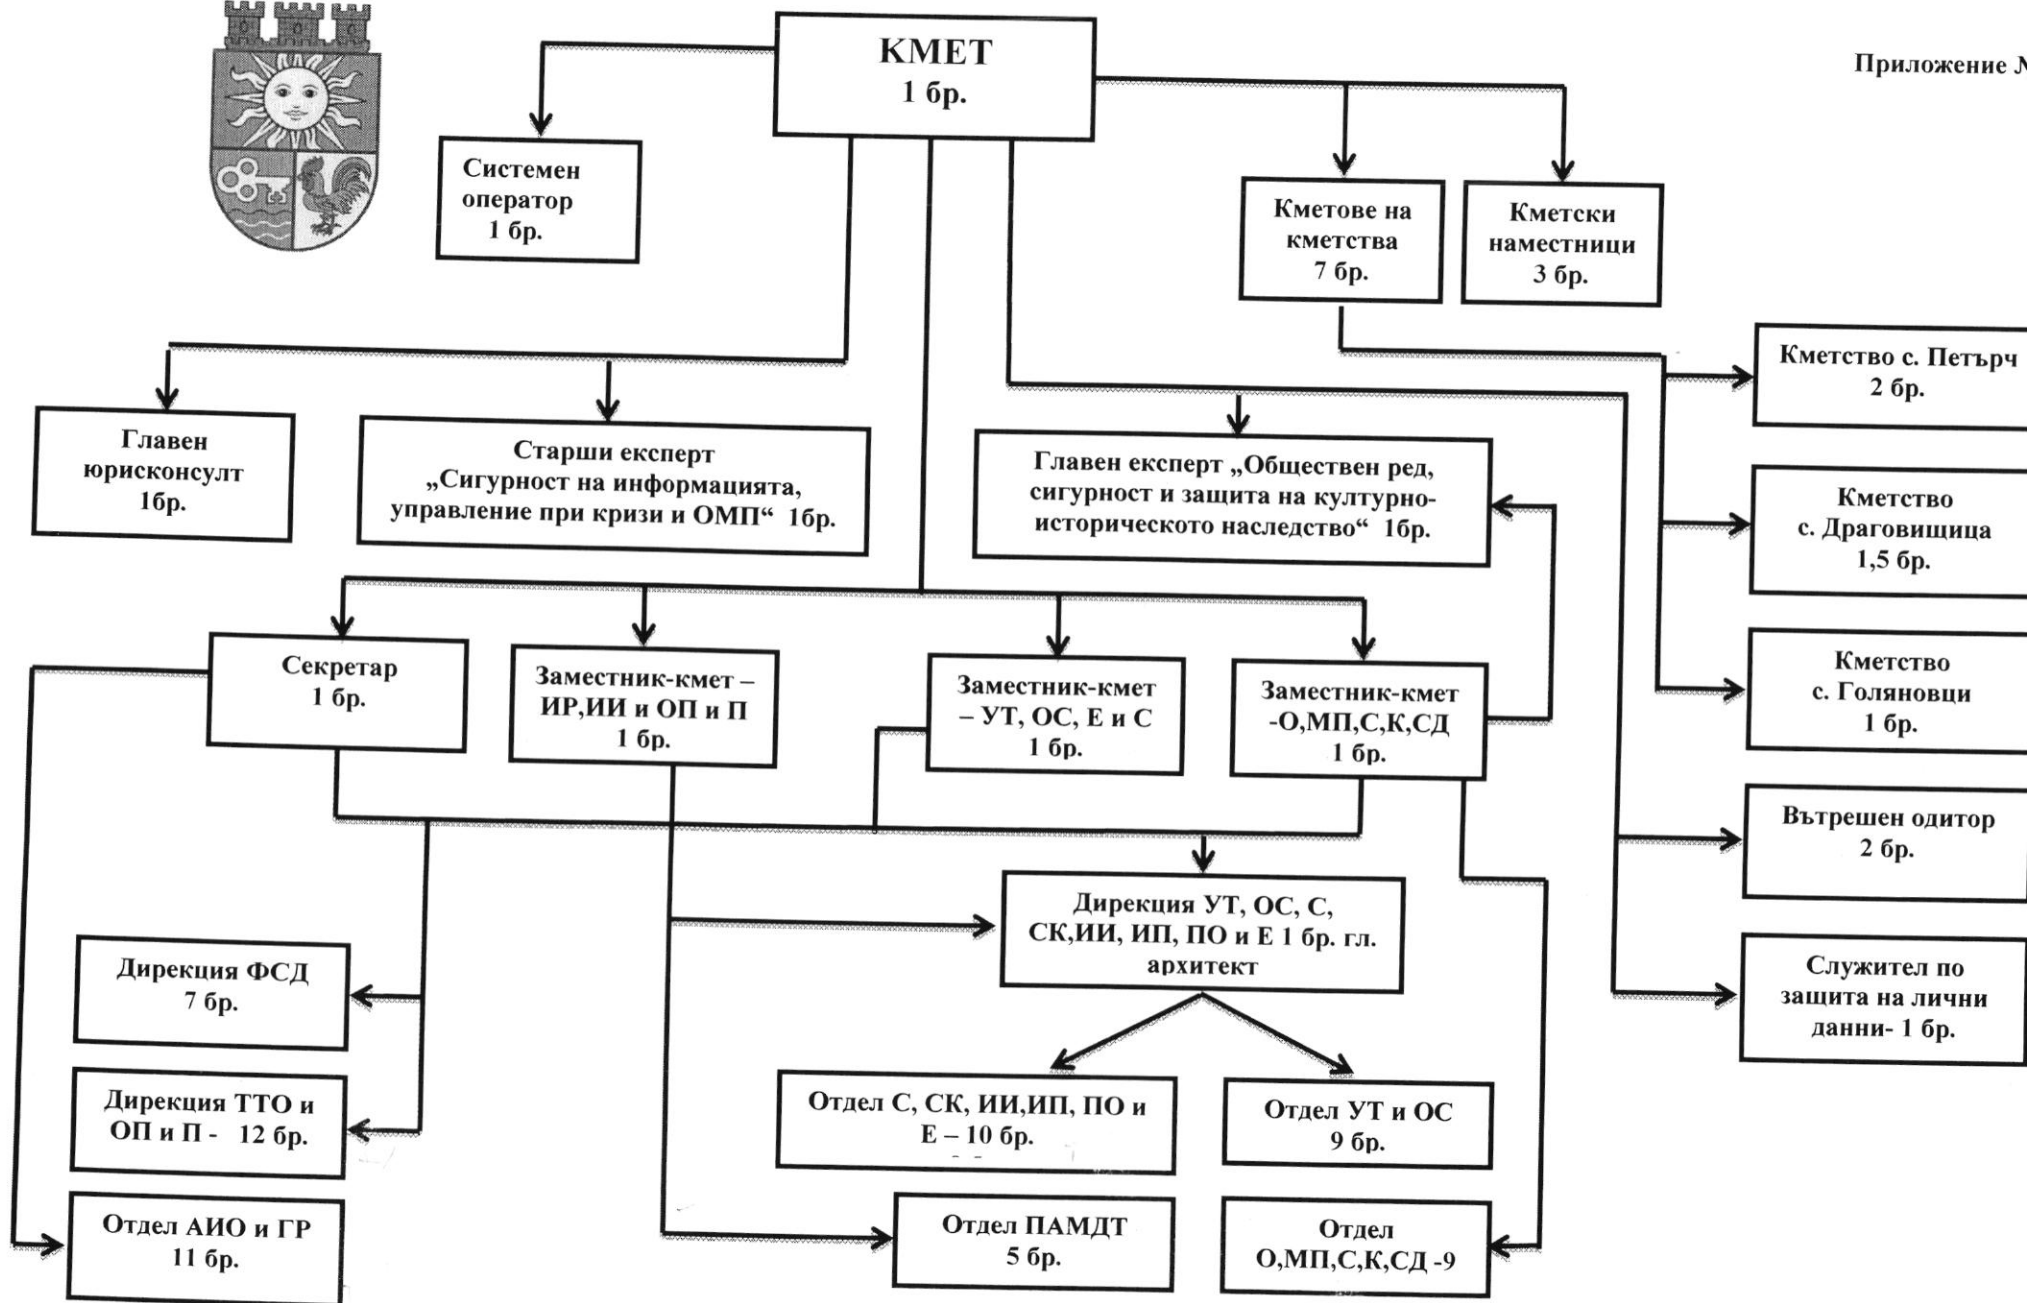 КМЕТ
1 бр.
Приложение №
Системен
оператор
1 бр.
Кметове на
кметства
7 бр.
Кметски
наместници
3 бр.
Кметство с. Петърч
2 бр.
Главен
юрисконсулт
1бр.
Старши експерт
„Сигурност на информацията,
управление при кризи и ОМП“ 1бр.
Главен експерт „Обществен ред,
сигурност и защита на културно-
историческото наследство“ 1бр.
Кметство
с. Драговищица
1,5 бр.
Секретар
1 бр.
Заместник-кмет –
ИР,ИИ и ОП и П
1 бр.
Заместник-кмет
– УТ, ОС, Е и С
1 бр.
Заместник-кмет
-О,МП,С,К,СД
1 бр.
Кметство
с. Голяновци
1 бр.
Вътрешен одитор
2 бр.
Дирекция УТ, ОС, С,
СК,ИИ, ИП, ПО и Е 1 бр. гл.
архитект
Дирекция ФСД
7 бр.
Служител по
защита на лични
данни- 1 бр.
Дирекция ТТО и
ОП и П - 12 бр.
Отдел С, СК, ИИ,ИП, ПО и
Е – 10 бр.
Отдел УТ и ОС
9 бр.
Отдел АИО и ГР
11 бр.
Отдел ПАМДТ
5 бр.
Отдел
О,МП,С,К,СД -9